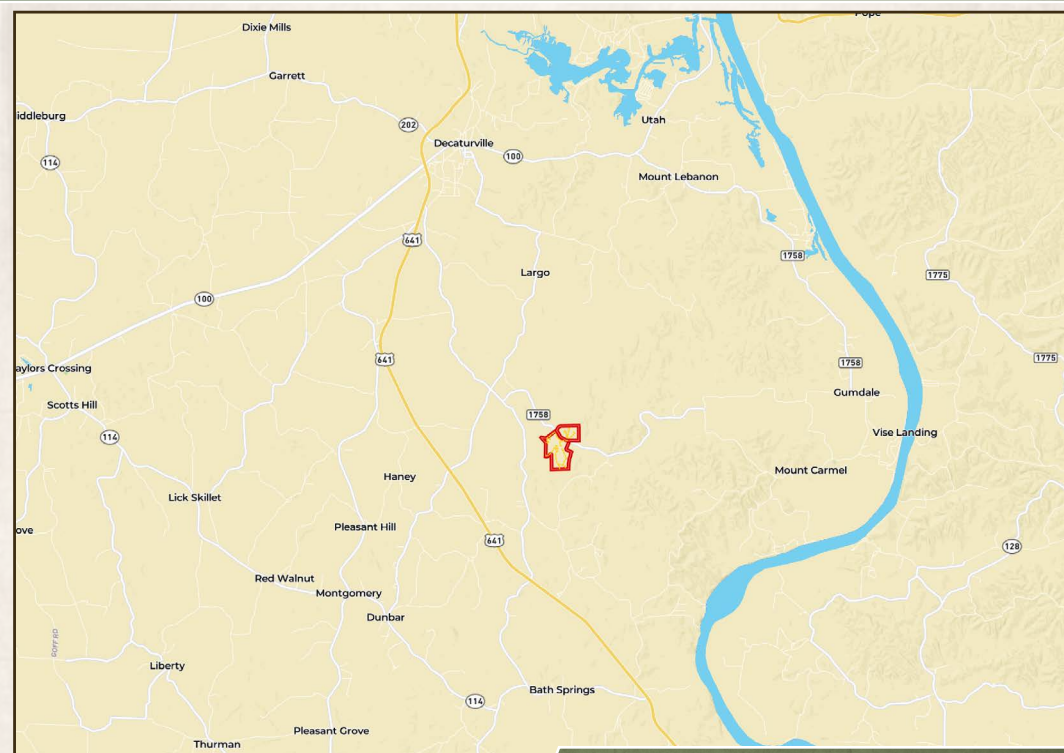 Pope
Dixie Mills
Garrett
iddleburg
202
Utah
Decaturville
100
114
Mount Lebanon
641
1758
Largo
1775
100
641
1775
1758
aylors Crossing
Gumdale
Scotts Hill
1758
114
Vise Landing
Mount Carmel
Haney
Lick Skillet
Pleasant Hill
ove
641
128
Red Walnut
Montgomery
Dunbar
GOFF RD
Liberty
Bath Springs
114
Pleasant Grove
Thurman